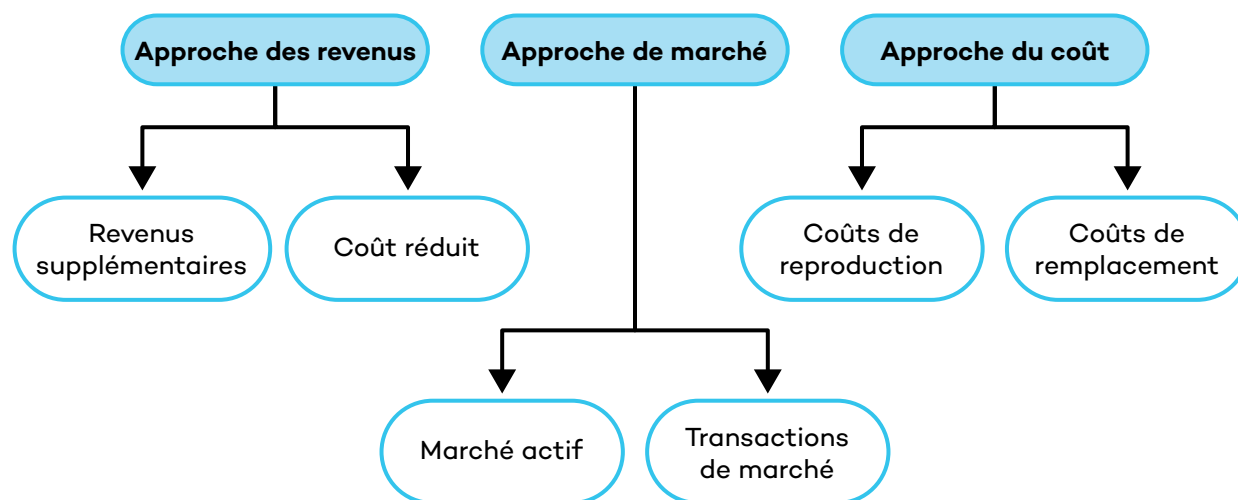 Approche des revenus
Approche de marché
Approche du coût
Revenus
supplémentaires
Coût réduit
Coûts de
reproduction
Coûts de
remplacement
Marché actif
Transactions
de marché